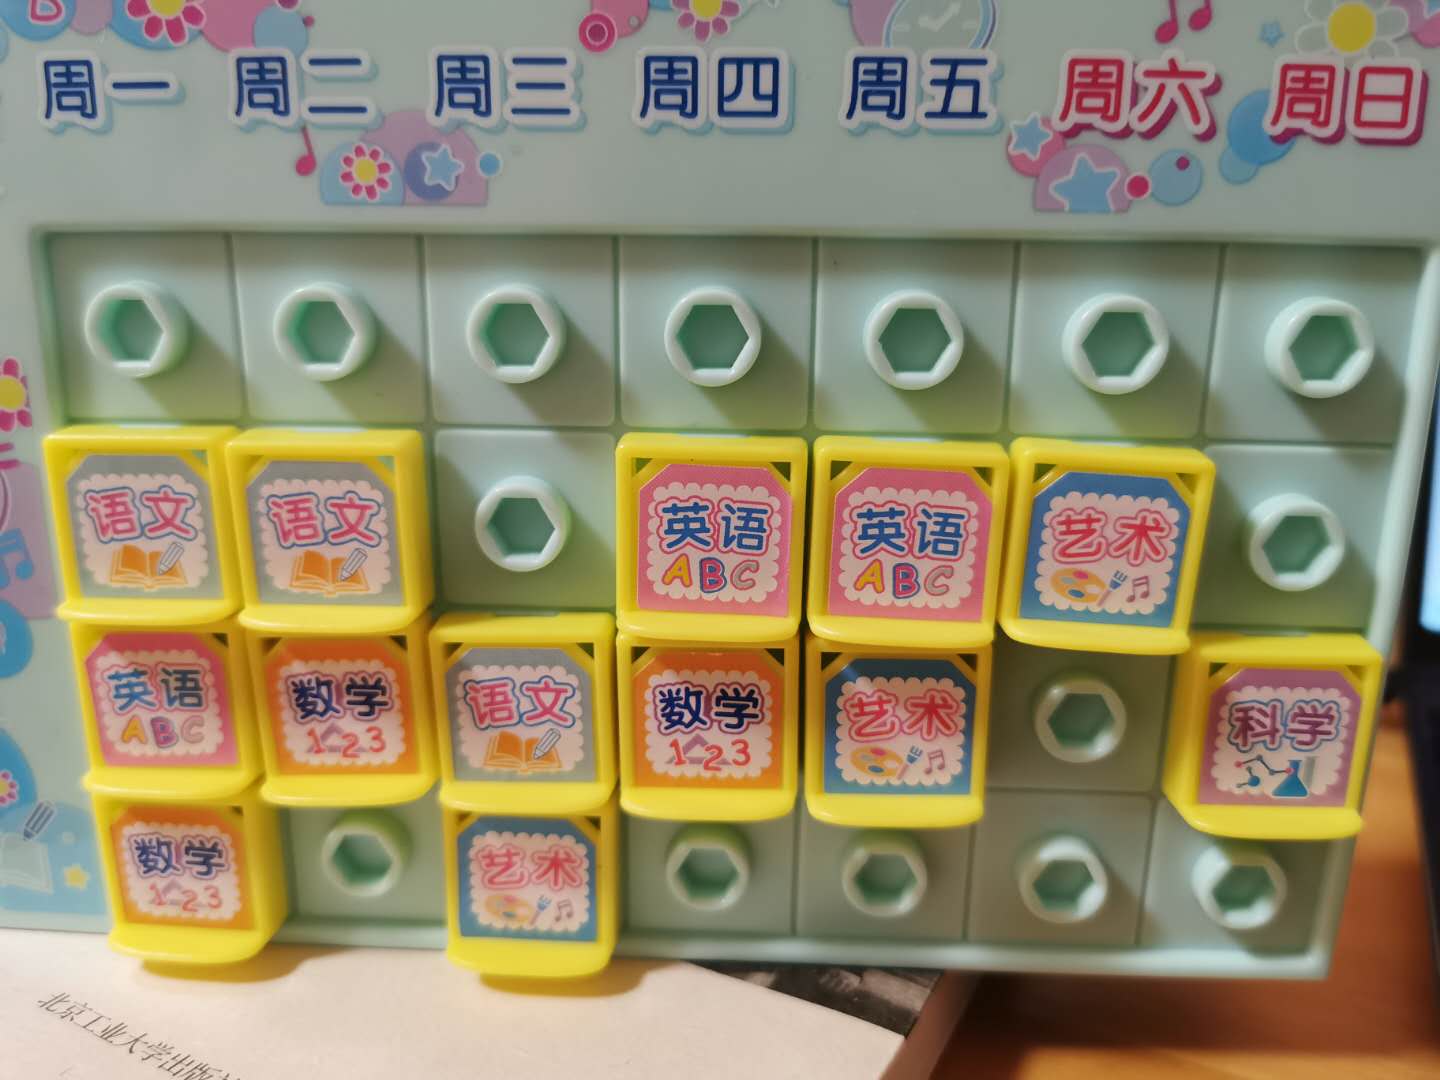 周一 周二 周三 周四 周五 周六 周日
语文 语文 英语 ABC 英语 ABC 艺术
英语 ABC 数学 123 语文 数学 123 艺术 科学
数学 123 艺术
北京工业大学出版